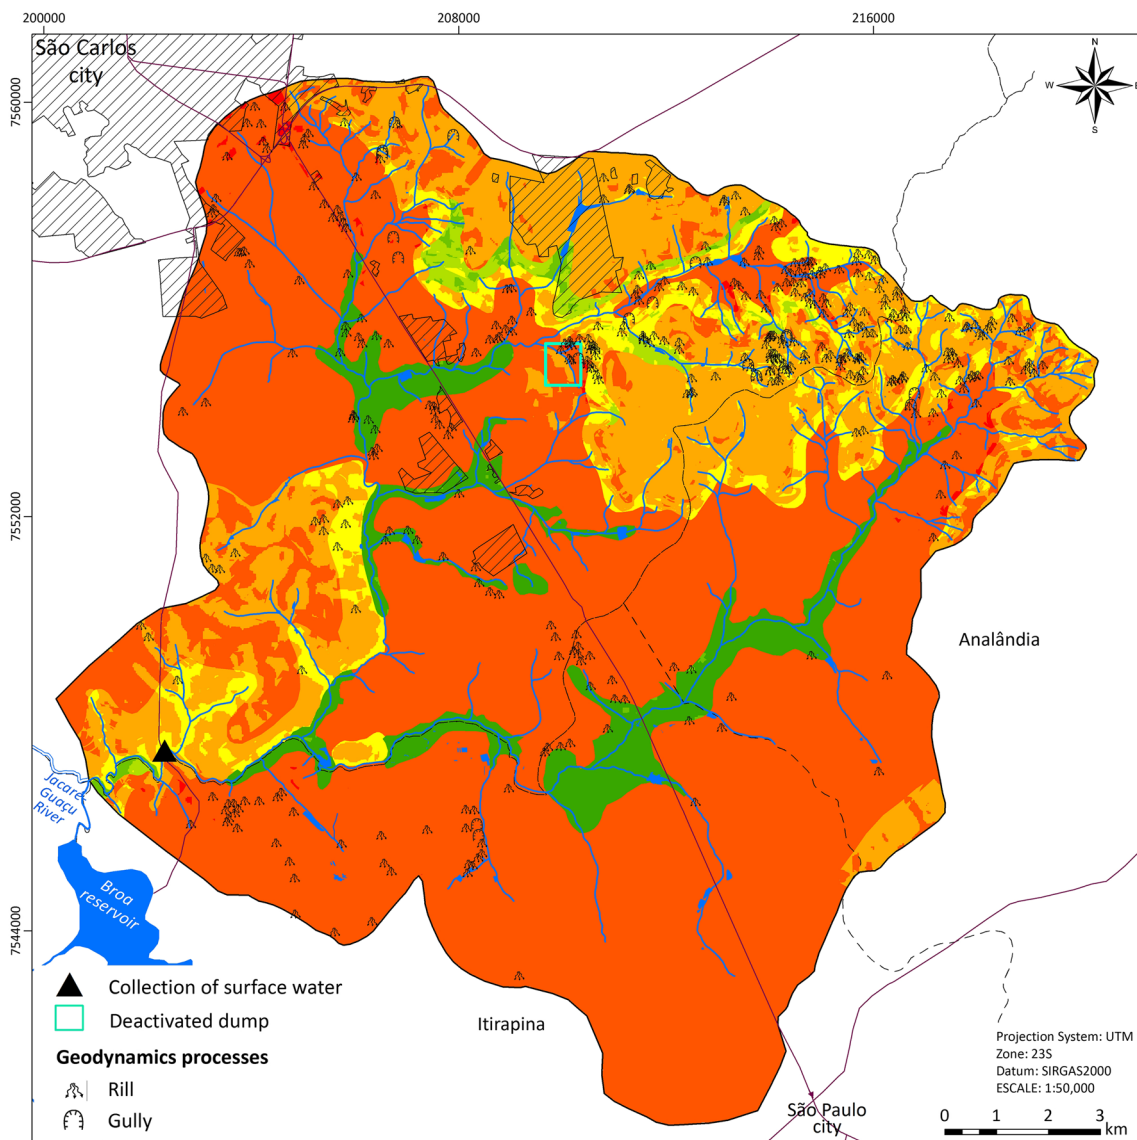 200000
208000
216000
São Carlos
city
N
W
E
S
7560000
7552000
Analândia
Jacaré-
Guaçu
River
Broa
reservoir
7544000
Collection of surface water
Deactivated dump
Geodynamics processes
Rill
Gully
Itirapina
São Paulo
city
Projection System: UTM
Zone: 23S
Datum: SIRGAS2000
ESCALE: 1:50,000
0 1 2 3
km